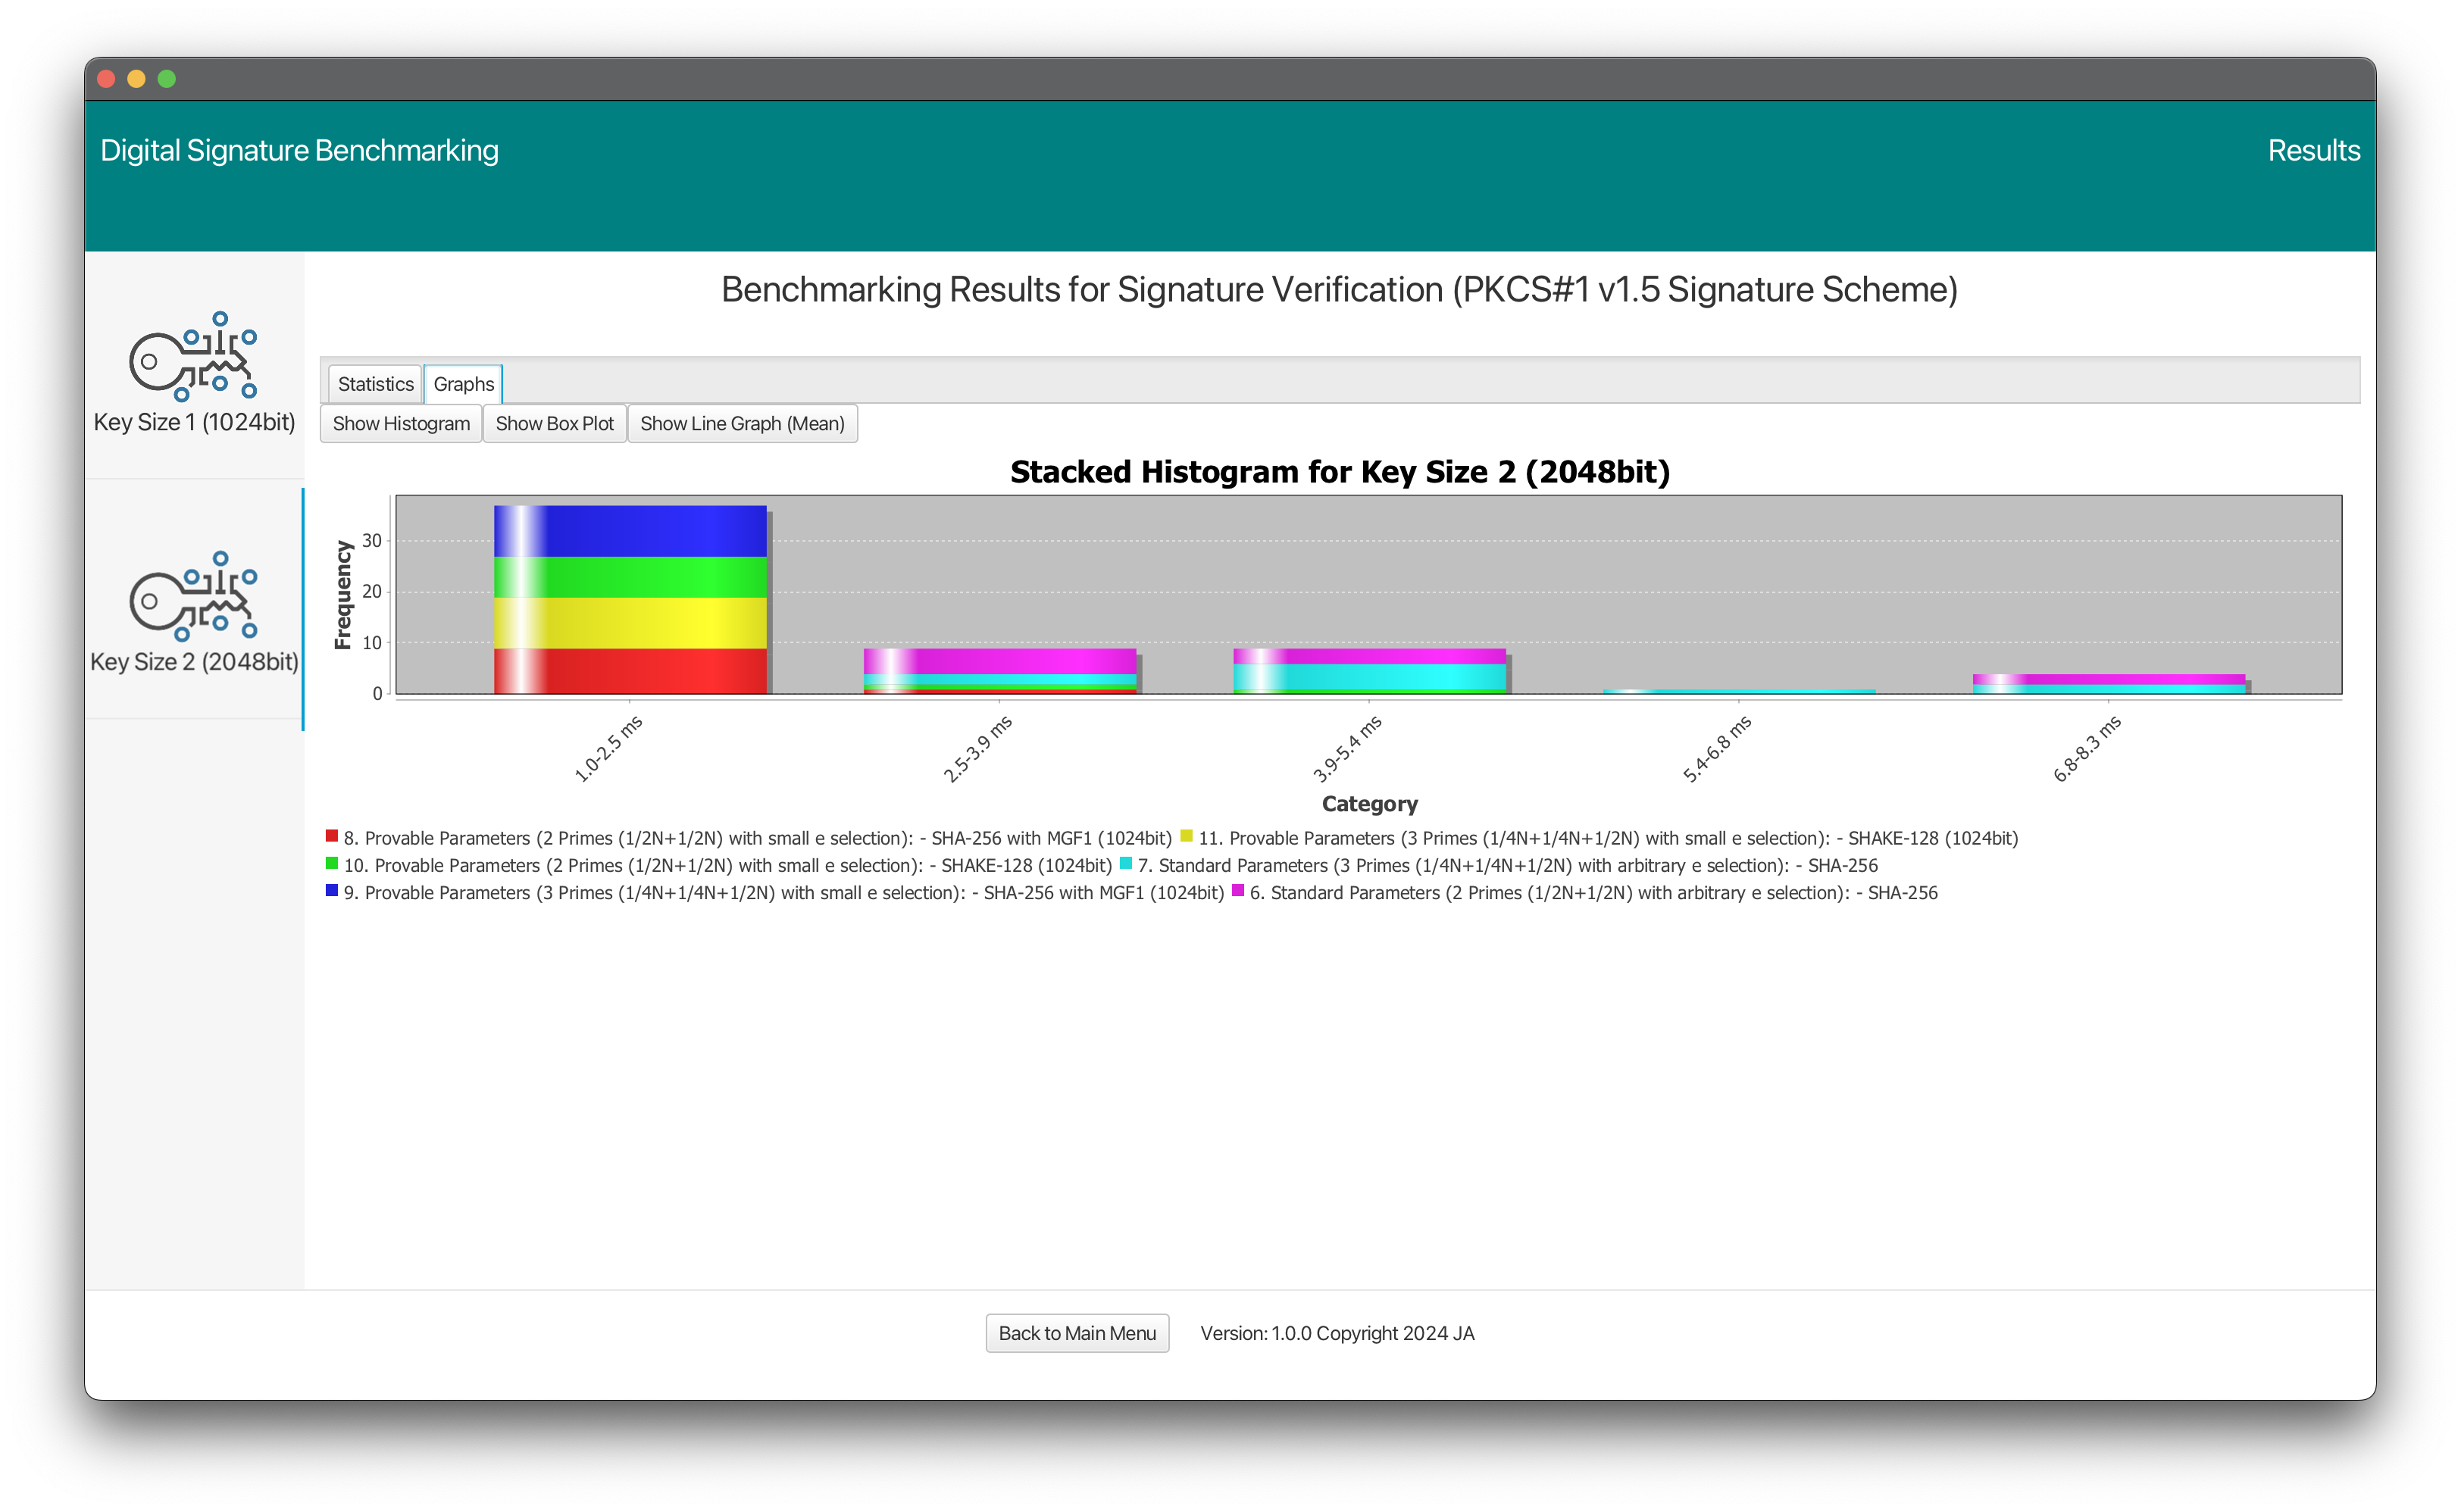 Digital Signature Benchmarking
Results
Key Size 1 (1024bit)
Key Size 2 (2048bit)
Benchmarking Results for Signature Verification (PKCS#1 v1.5 Signature Scheme)
Statistics
Graphs
Show Histogram
Show Box Plot
Show Line Graph (Mean)
Stacked Histogram for Key Size 2 (2048bit)
Frequency
30
20
10
0
1.0-2.5 ms
2.5-3.9 ms
3.9-5.4 ms
5.4-6.8 ms
6.8-8.3 ms
Category
8. Provable Parameters (2 Primes (1/2N+1/2N) with small e selection): - SHA-256 with MGF1 (1024bit)
11. Provable Parameters (3 Primes (1/4N+1/4N+1/2N) with small e selection): - SHAKE-128 (1024bit)
10. Provable Parameters (2 Primes (1/2N+1/2N) with small e selection): - SHAKE-128 (1024bit)
7. Standard Parameters (3 Primes (1/4N+1/4N+1/2N) with arbitrary e selection): - SHA-256
9. Provable Parameters (3 Primes (1/4N+1/4N+1/2N) with small e selection): - SHA-256 with MGF1 (1024bit)
6. Standard Parameters (2 Primes (1/2N+1/2N) with arbitrary e selection): - SHA-256
Back to Main Menu
Version: 1.0.0 Copyright 2024 JA